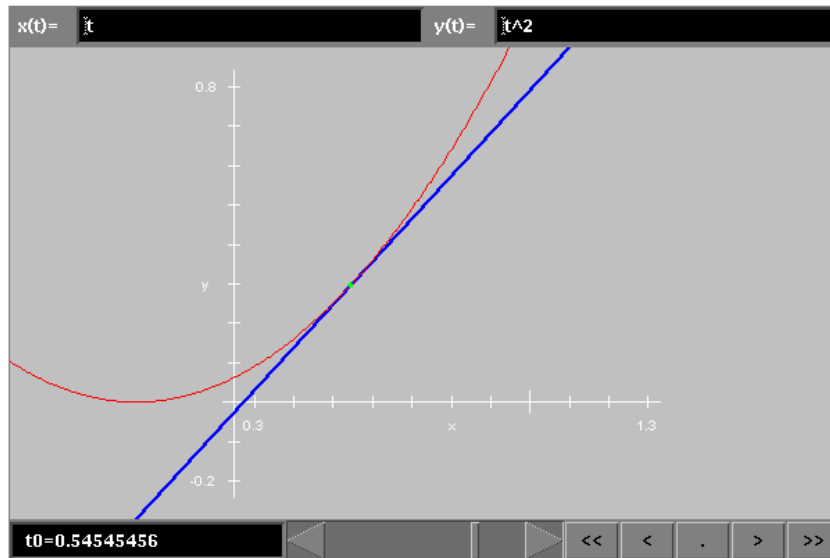 x(t)= t y(t)= t^2
0.8
y
0.3 x 1.3
-0.2
t0=0.54545456 << < . > >>